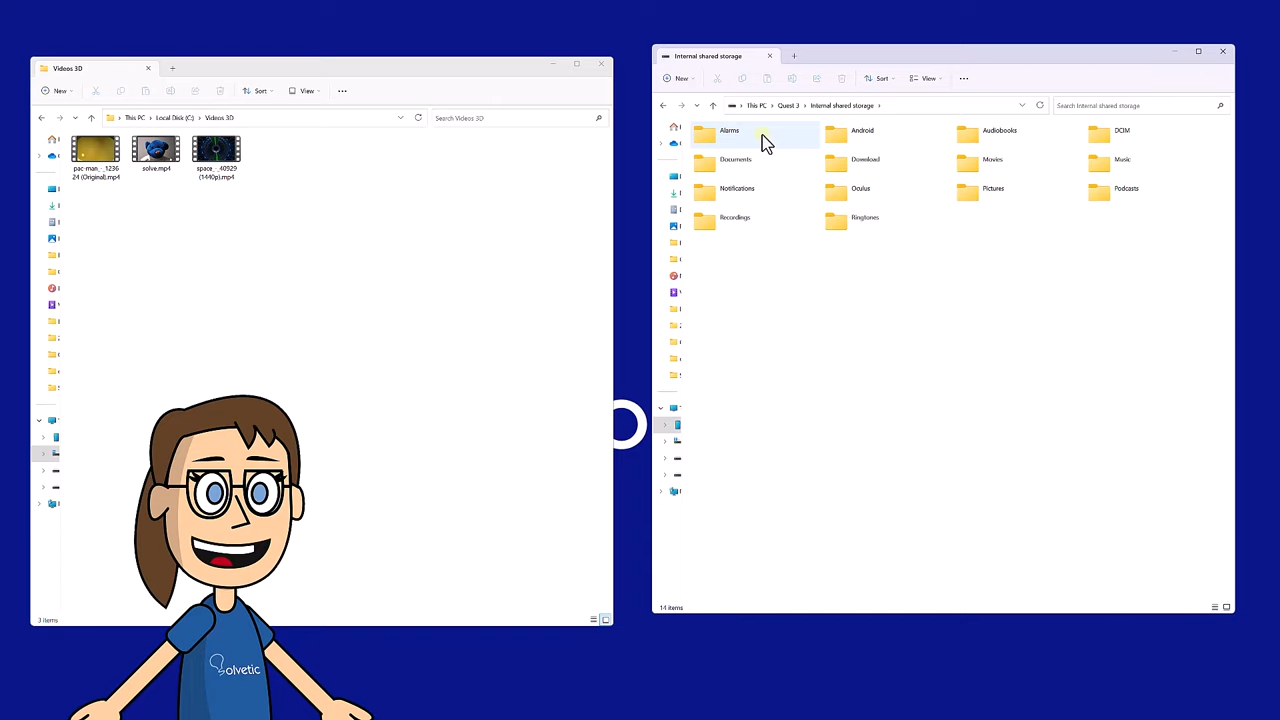 Videos 3D
New
Sort
View
This PC > Local Disk (C:) > Videos 3D
Search Videos 3D
pac-man_-_1236
24 (Original).mp4
solve.mp4
space_-_40929
(1440p).mp4
3 items
Internal shared storage
New
Sort
View
This PC > Quest 3 > Internal shared storage >
Search Internal shared storage
Alarms
Android
Audiobooks
DCIM
Documents
Download
Movies
Music
Notifications
Oculus
Pictures
Podcasts
Recordings
Ringtones
14 items
Solvetic